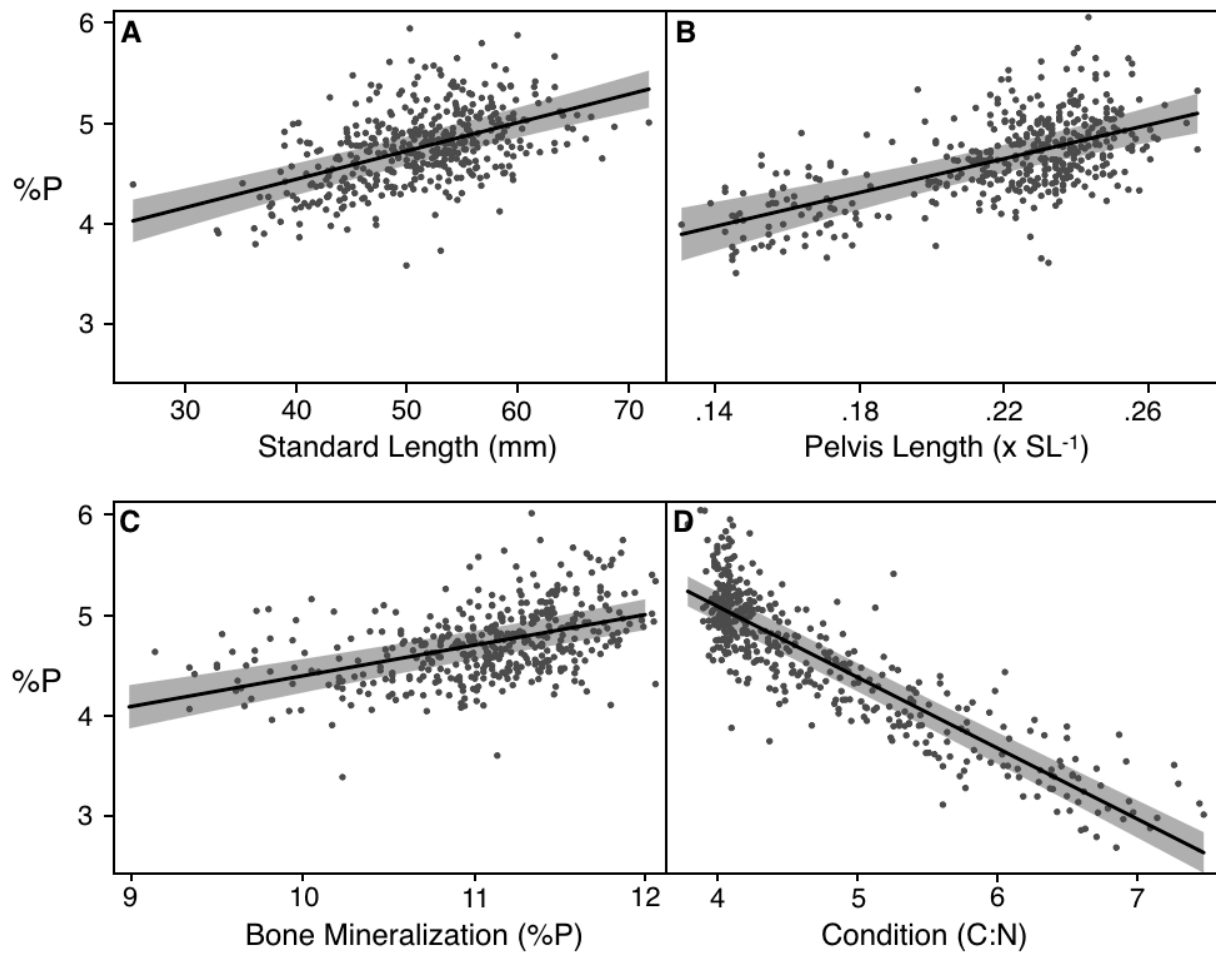 A B
6
5
%P
4
3
30 40 50 60 70 .14 .18 .22 .26
Standard Length (mm) Pelvis Length (x SL⁻¹)
C D
6
5
%P
4
3
9 10 11 12 4 5 6 7
Bone Mineralization (%P) Condition (C:N)